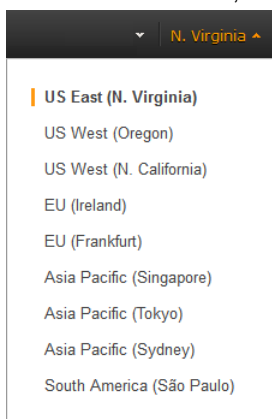 N. Virginia
US East (N. Virginia)
US West (Oregon)
US West (N. California)
EU (Ireland)
EU (Frankfurt)
Asia Pacific (Singapore)
Asia Pacific (Tokyo)
Asia Pacific (Sydney)
South America (São Paulo)